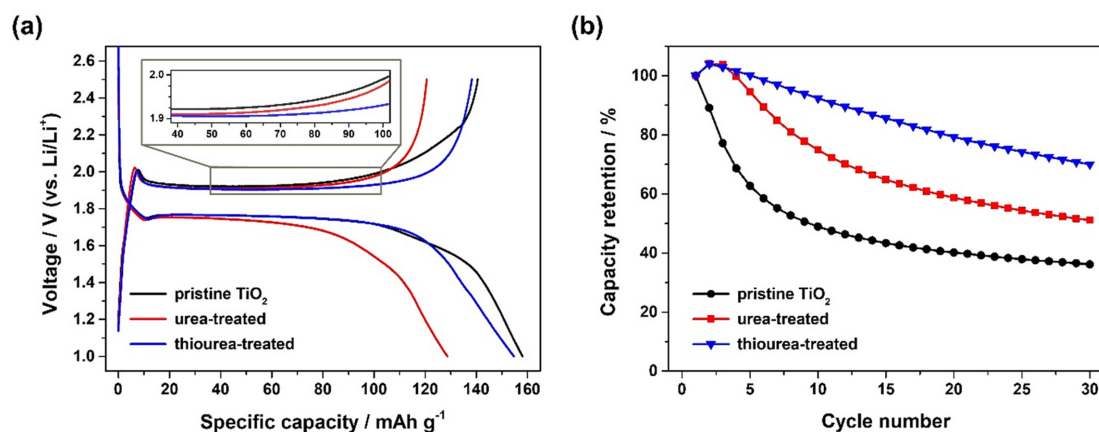 (a)
Voltage / V (vs. Li/Li⁺)
2.6
2.4
2.2
2.0
1.8
1.6
1.4
1.2
1.0
2.0
1.9
40 50 60 70 80 90 100
pristine TiO₂
urea-treated
thiourea-treated
0 20 40 60 80 100 120 140 160
Specific capacity / mAh g⁻¹
(b)
Capacity retention / %
100
80
60
40
20
0
pristine TiO₂
urea-treated
thiourea-treated
0 5 10 15 20 25 30
Cycle number